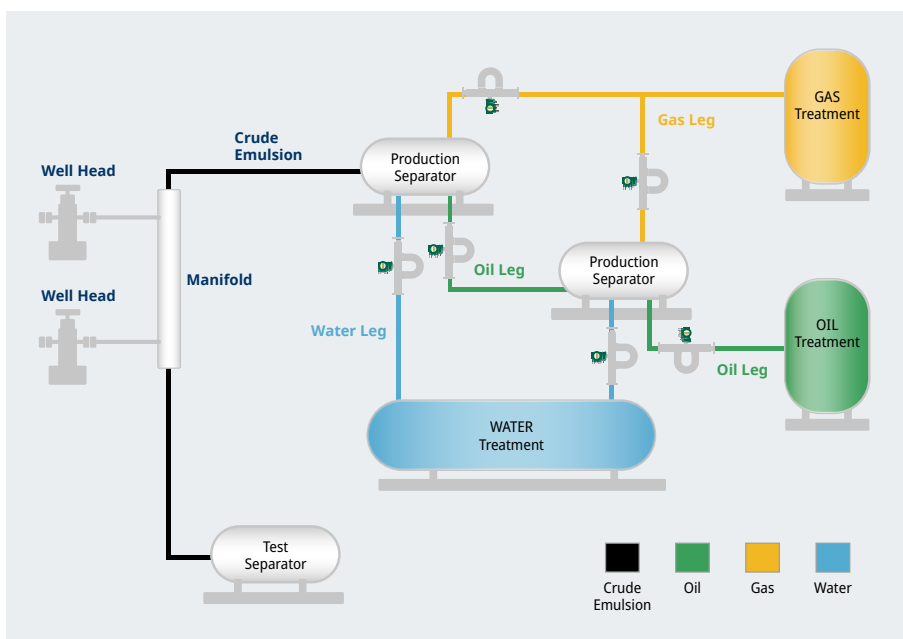 Crude
Emulsion
Well Head
Production
Separator
Gas Leg
GAS
Treatment
Manifold
Well Head
Oil Leg
Production
Separator
Water Leg
OIL
Treatment
Oil Leg
WATER
Treatment
Test
Separator
Crude
Emulsion
Oil
Gas
Water